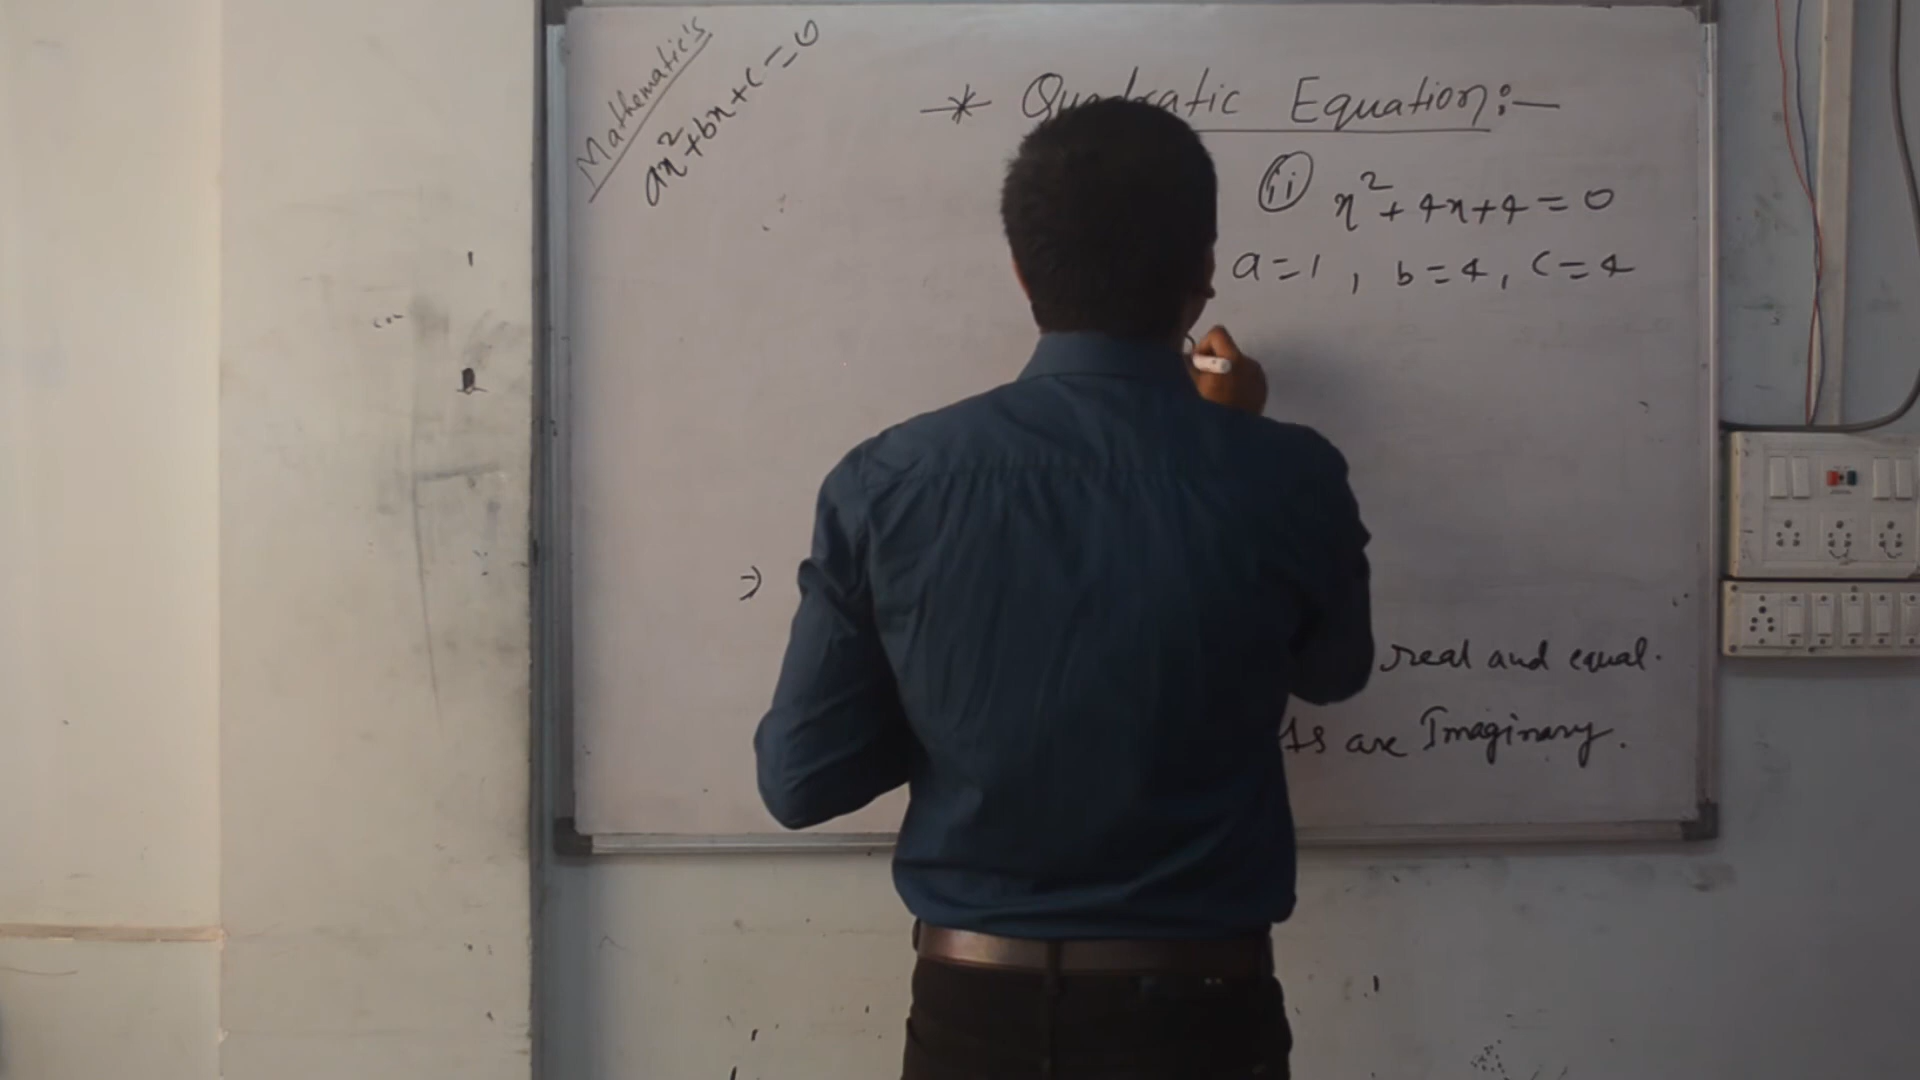 Mathematic's
ax²+bx+c=0
* Quadratic Equation:—
(ii) x²+4x+4=0
a=1, b=4, c=4
⇒
real and equal.
are Imaginary.